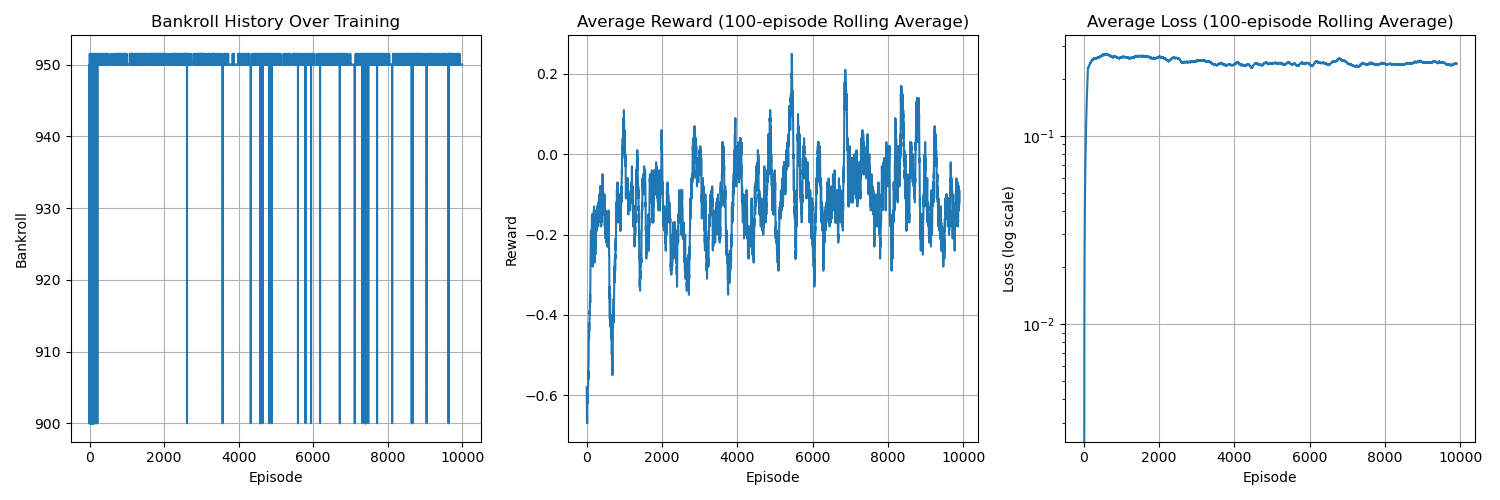 Bankroll History Over Training
Bankroll
950
940
930
920
910
900
0 2000 4000 6000 8000 10000
Episode
Average Reward (100-episode Rolling Average)
Reward
0.2
0.0
−0.2
−0.4
−0.6
0 2000 4000 6000 8000 10000
Episode
Average Loss (100-episode Rolling Average)
Loss (log scale)
10⁻¹
10⁻²
0 2000 4000 6000 8000 10000
Episode